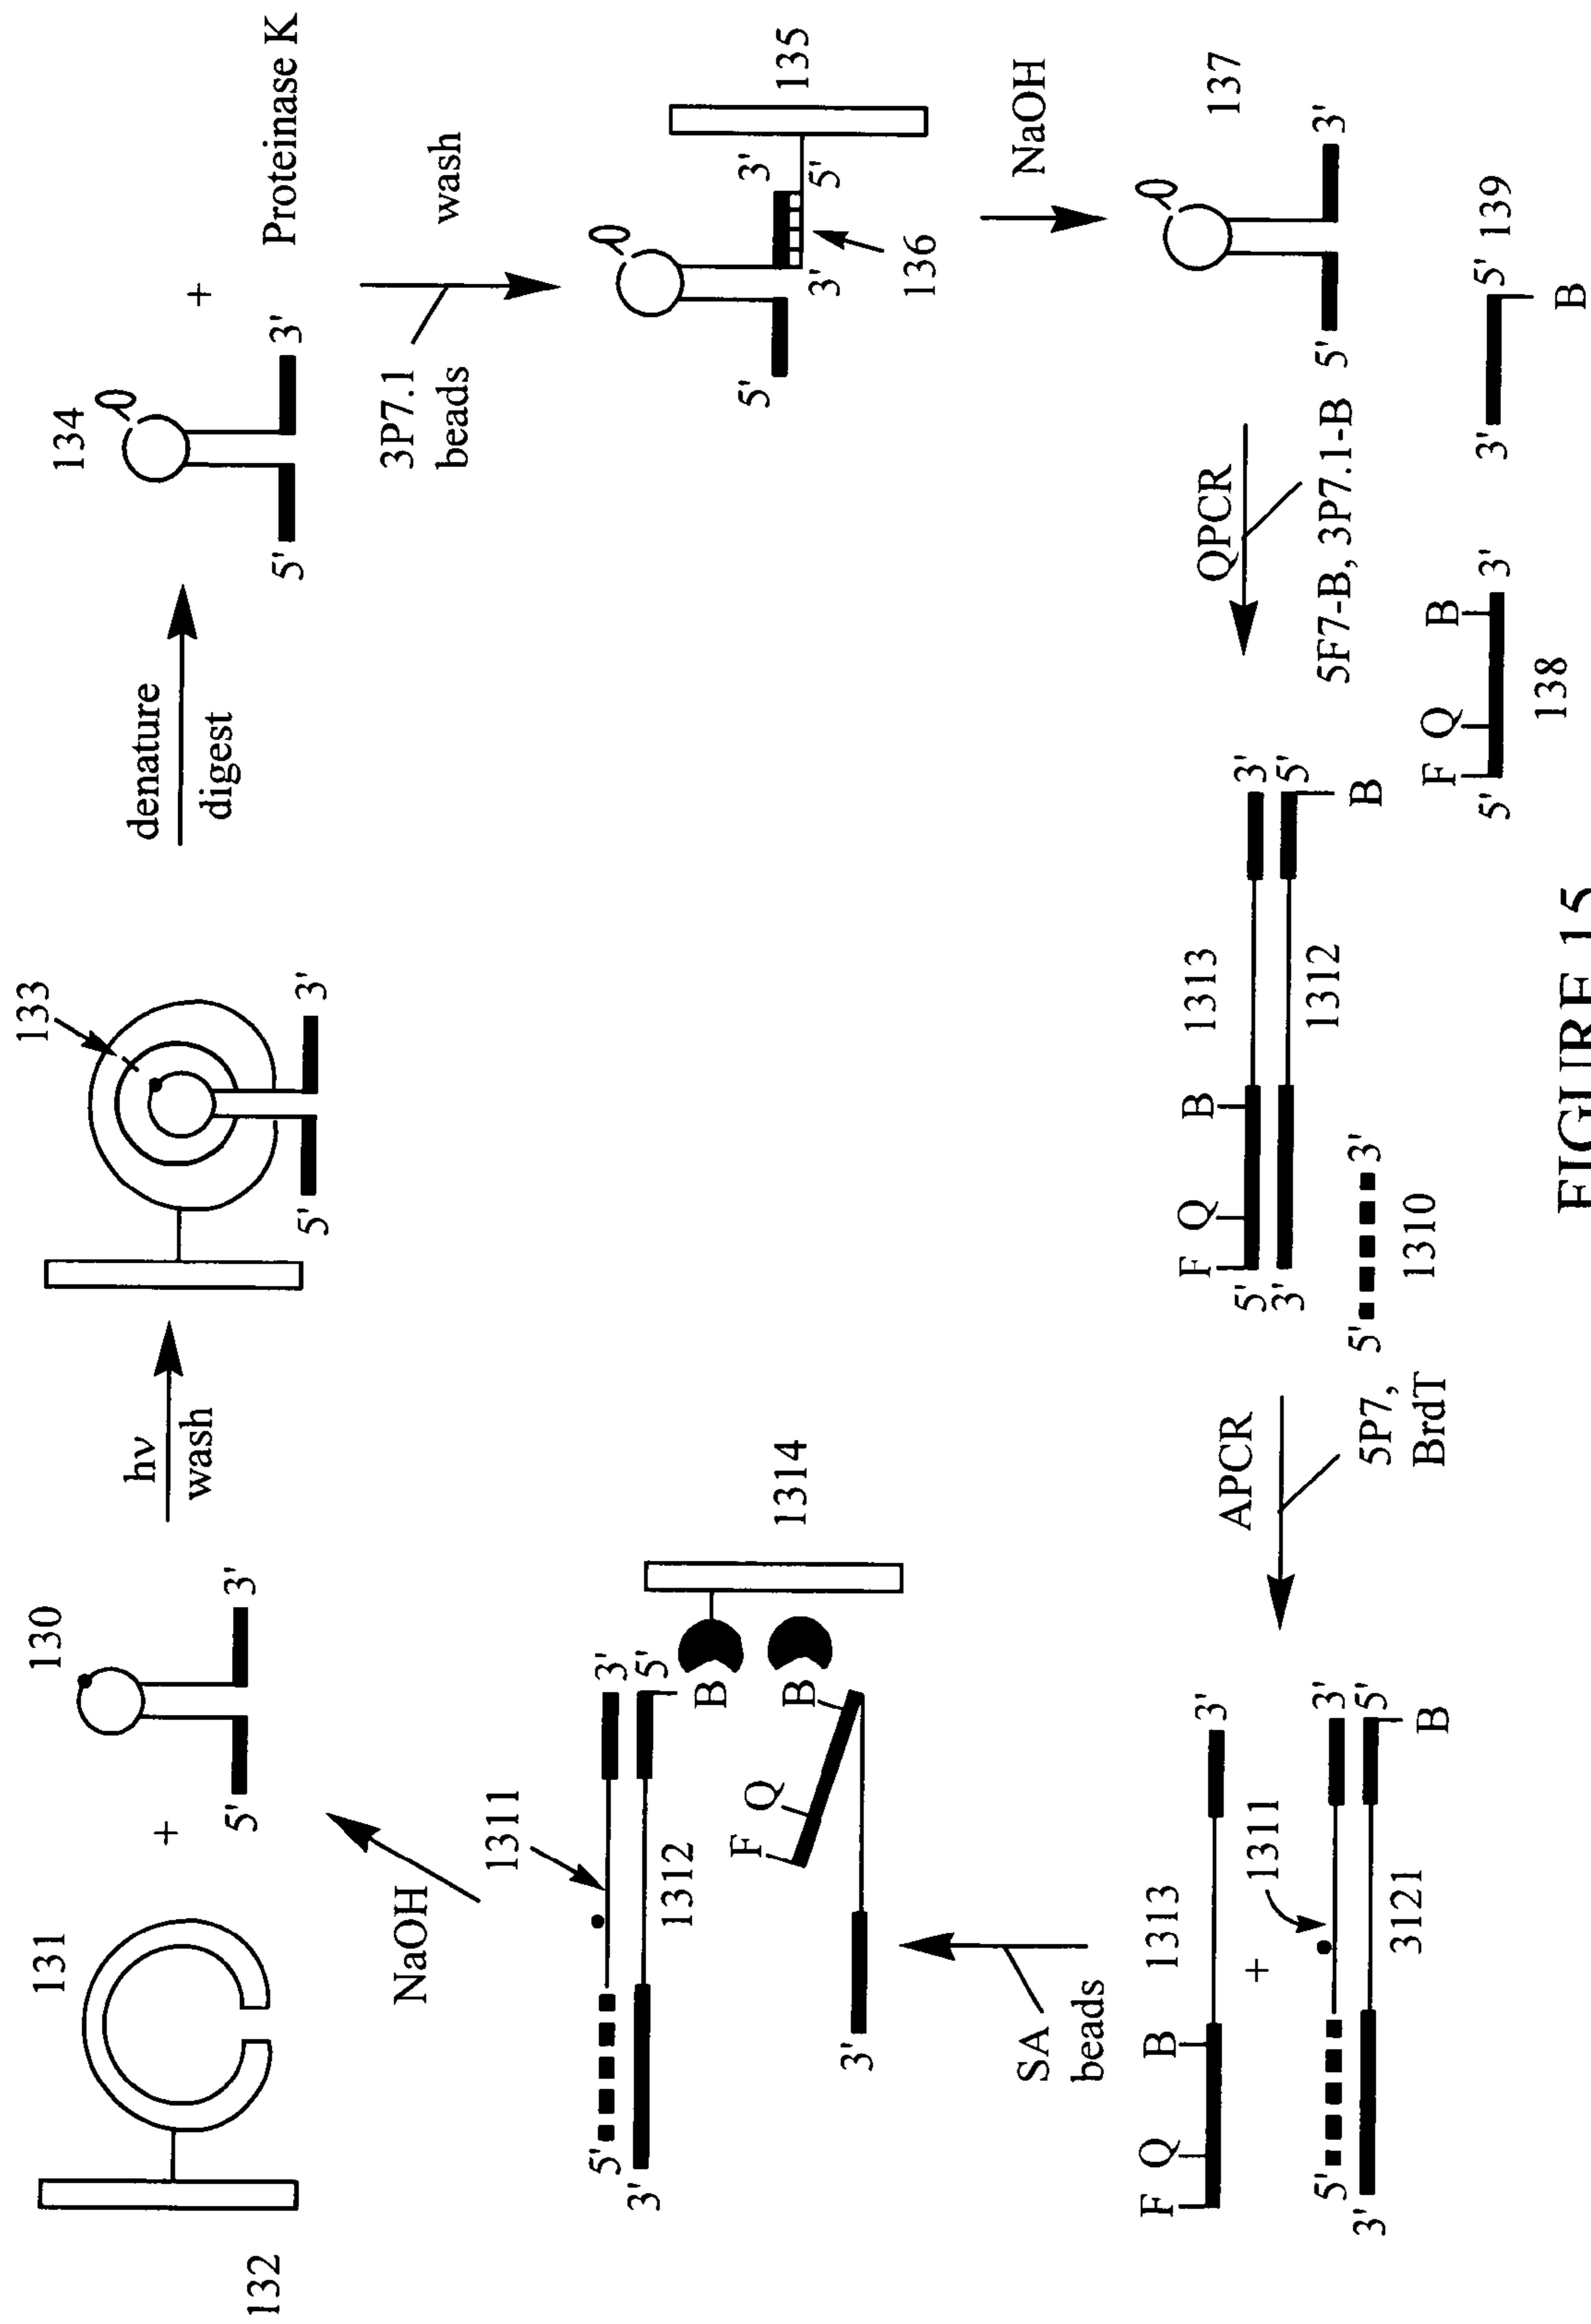 131
132
+
130
5'
3'
hν
wash
133
5'
3'
denature
digest
134
5'
3'
+
Proteinase K
3P7.1
beads
wash
5'
3'
3'
5'
135
136
NaOH
137
5'
3'
QPCR
5F7-B, 3P7.1-B
F
Q
B
5'
3'
138
3'
5'
139
B
F
Q
B
1313
5'
3'
3'
5'
1312
B
5'
3'
1310
APCR
5P7,
BrdT
F
Q
B
1313
3'
+
1311
5'
3'
3'
5'
3121
B
SA
beads
1311
5'
3'
3'
5'
1312
B
B
F
Q
3'
1314
NaOH
FIGURE 15